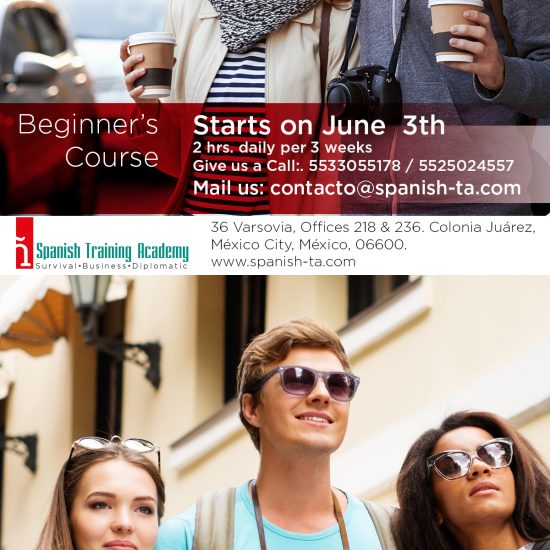 Beginner's
Course
Starts on June 3th
2 hrs. daily per 3 weeks
Give us a Call:. 5533055178 / 5525024557
Mail us: contacto@spanish-ta.com
ñ Spanish Training Academy
Survival•Business•Diplomatic
36 Varsovia, Offices 218 & 236. Colonia Juárez,
México City, México, 06600.
www.spanish-ta.com